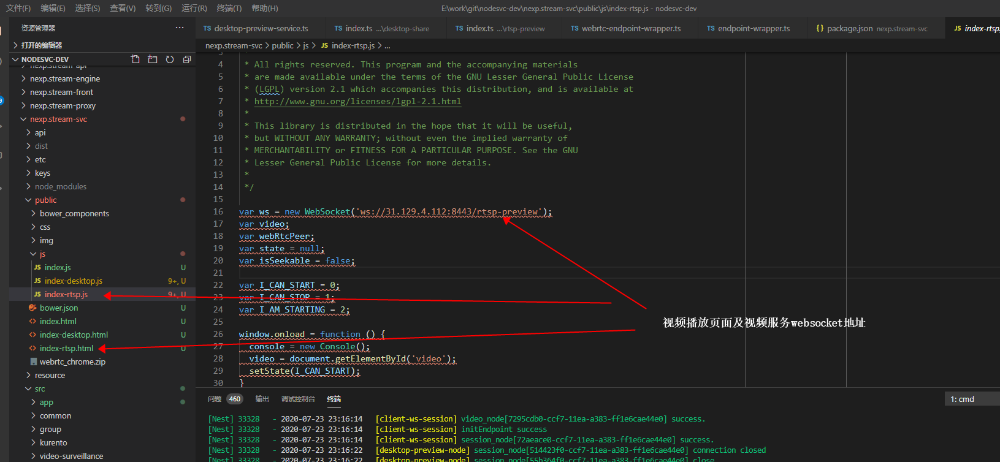 文件(F) 编辑(E) 选择(S) 查看(V) 转到(G) 运行(R) 终端(T) 帮助(H) E:\work\git\nodesvc-dev\nexp.stream-svc\public\js\index-rtsp.js - nodesvc-dev
资源管理器 ...
TS desktop-preview-service.ts TS index.ts ...\desktop-share TS index.ts ...\rtsp-preview TS webrtc-endpoint-wrapper.ts TS endpoint-wrapper.ts {} package.json nexp.stream-svc JS index-rtsp.
打开的编辑器
NODESVC-DEV
nexp.stream-api
nexp.stream-engine
nexp.stream-front
nexp.stream-proxy
nexp.stream-svc
api
dist
etc
keys
node_modules
public
bower_components
css
img
js
JS index.js U
JS index-desktop.js 9+, U
JS index-rtsp.js 9+, U
bower.json U
<> index.html U
<> index-desktop.html U
<> index-rtsp.html U
webrtc_chrome.zip
resource
src
app
common
group
kurento
video-surveillance
nexp.stream-svc > public > js > JS index-rtsp.js > ...
3
4 * All rights reserved. This program and the accompanying materials
5 * are made available under the terms of the GNU Lesser General Public License
6 * (LGPL) version 2.1 which accompanies this distribution, and is available at
7 * http://www.gnu.org/licenses/lgpl-2.1.html
8 *
9 * This library is distributed in the hope that it will be useful,
10 * but WITHOUT ANY WARRANTY; without even the implied warranty of
11 * MERCHANTABILITY or FITNESS FOR A PARTICULAR PURPOSE. See the GNU
12 * Lesser General Public License for more details.
13 *
14 */
15
16 var ws = new WebSocket('ws://31.129.4.112:8443/rtsp-preview');
17 var video;
18 var webRtcPeer;
19 var state = null;
20 var isSeekable = false;
21
22 var I_CAN_START = 0;
23 var I_CAN_STOP = 1;
24 var I_AM_STARTING = 2;
25
26 window.onload = function () {
27 console = new Console();
28 video = document.getElementById('video');
29 setState(I_CAN_START);
30 }
视频播放页面及视频服务websocket地址
问题 460 输出 调试控制台 终端 1: cmd
[Nest] 33328 - 2020-07-23 23:16:14 [client-ws-session] video_node[7295cdb0-ccf7-11ea-a383-ff1e6cae44e0] success.
[Nest] 33328 - 2020-07-23 23:16:14 [client-ws-session] initEndpoint success
[Nest] 33328 - 2020-07-23 23:16:14 [client-ws-session] session_node[72aeace0-ccf7-11ea-a383-ff1e6cae44e0] success.
[Nest] 33328 - 2020-07-23 23:16:22 [desktop-preview-node] session_node[514423f0-ccf7-11ea-a383-ff1e6cae44e0] connection closed
[Nest] 33328 - 2020-07-23 23:16:22 [desktop-preview-node] session_node[55b364f0-ccf7-11ea-a383-ff1e6cae44e0] close